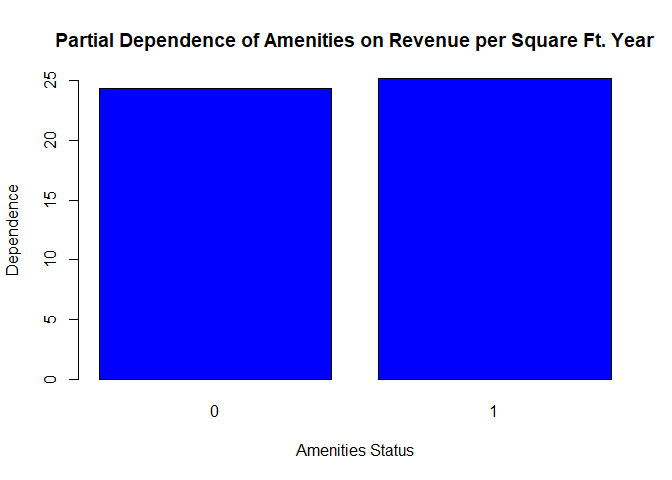 Partial Dependence of Amenities on Revenue per Square Ft. Year
25
20
15
10
5
0
Dependence
0 1
Amenities Status